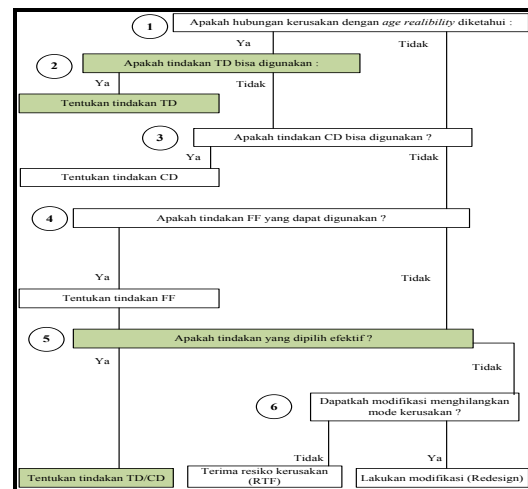 1
Apakah hubungan kerusakan dengan age realibility diketahui :
Ya
Tidak
2
Apakah tindakan TD bisa digunakan :
Ya
Tidak
Tentukan tindakan TD
3
Apakah tindakan CD bisa digunakan ?
Ya
Tidak
Tentukan tindakan CD
4
Apakah tindakan FF yang dapat digunakan ?
Ya
Tidak
Tentukan tindakan FF
5
Apakah tindakan yang dipilih efektif ?
Ya
Tidak
6
Dapatkah modifikasi menghilangkan
mode kerusakan ?
Tidak
Ya
Tentukan tindakan TD/CD
Terima resiko kerusakan
(RTF)
Lakukan modifikasi (Redesign)